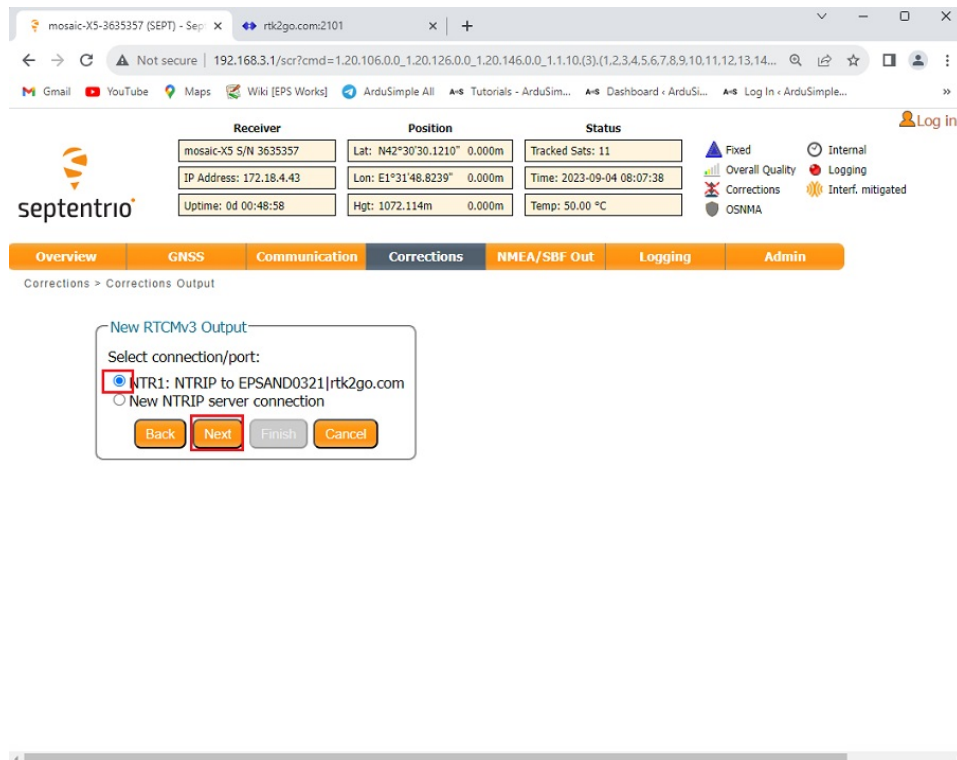 mosaic-X5-3635357 (SEPT) - Sep
rtk2go.com:2101
Not secure | 192.168.3.1/scr?cmd=1.20.106.0.0_1.20.126.0.0_1.20.146.0.0_1.1.10.(3),(1,2,3,4,5,6,7,8,9,10,11,12,13,14...
Gmail YouTube Maps Wiki [EPS Works] ArduSimple All A+S Tutorials - ArduSim... A+S Dashboard ‹ ArduSi... A+S Log In ‹ ArduSimple... »
Log in
Receiver Position Status
mosaic-X5 S/N 3635357 Lat: N42°30'30.1210" 0.000m Tracked Sats: 11 Fixed Internal
IP Address: 172.18.4.43 Lon: E1°31'48.8239" 0.000m Time: 2023-09-04 08:07:38 Overall Quality Logging
Corrections Interf. mitigated
Uptime: 0d 00:48:58 Hgt: 1072.114m 0.000m Temp: 50.00 °C OSNMA
septentrio
Overview GNSS Communication Corrections NMEA/SBF Out Logging Admin
Corrections > Corrections Output
New RTCMv3 Output
Select connection/port:
NTR1: NTRIP to EPSAND0321|rtk2go.com
New NTRIP server connection
Back Next Finish Cancel